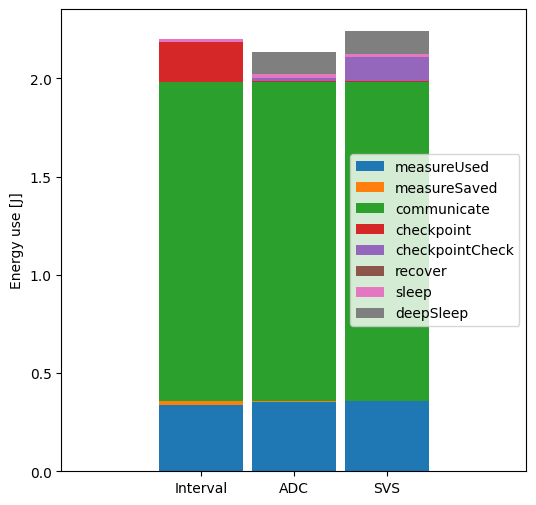 Energy use [J]
2.0
1.5
1.0
0.5
0.0
measureUsed
measureSaved
communicate
checkpoint
checkpointCheck
recover
sleep
deepSleep
Interval ADC SVS